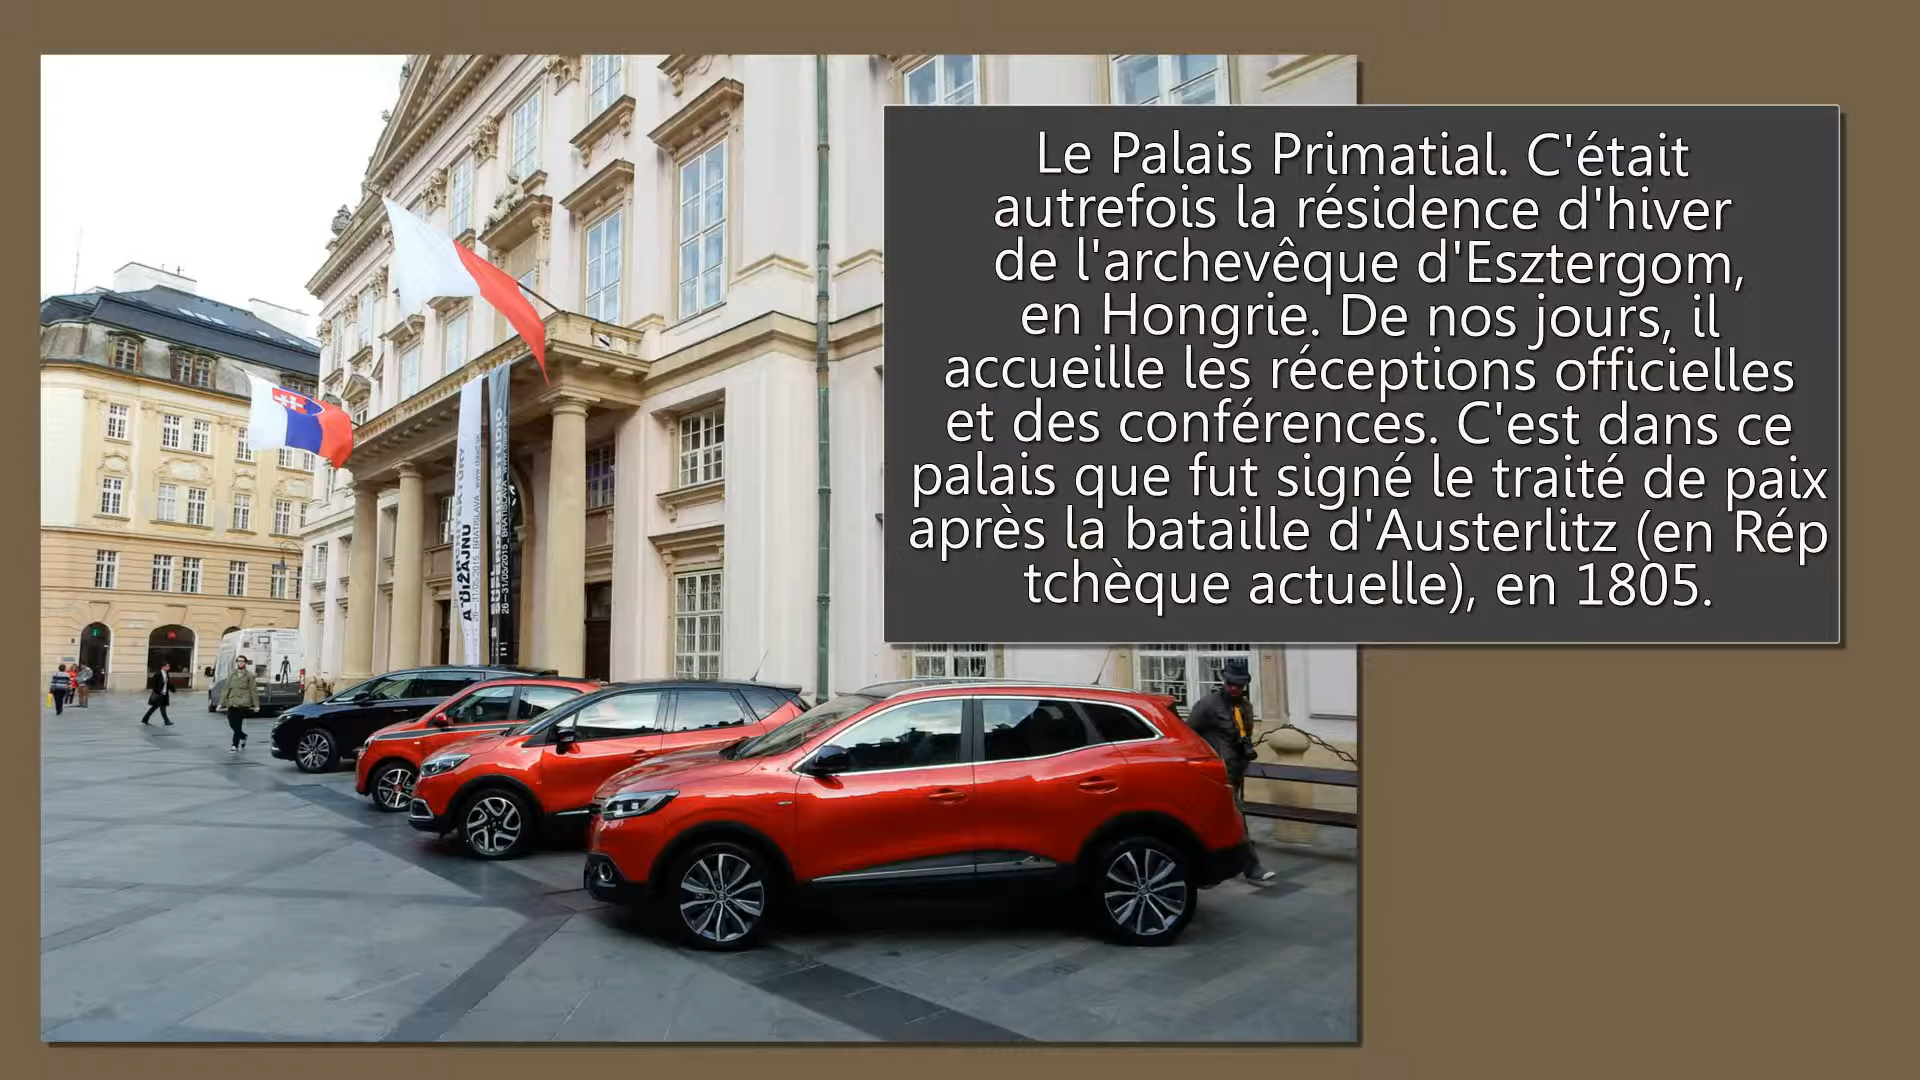 Le Palais Primatial. C'était
autrefois la résidence d'hiver
de l'archevêque d'Esztergom,
en Hongrie. De nos jours, il
accueille les réceptions officielles
et des conférences. C'est dans ce
palais que fut signé le traité de paix
après la bataille d'Austerlitz (en Rép
tchèque actuelle), en 1805.